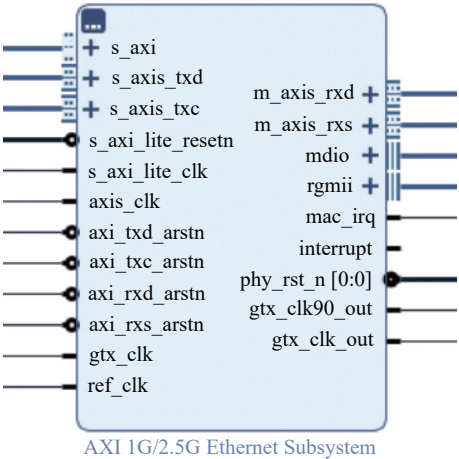 s_axi
s_axis_txd
s_axis_txc
s_axi_lite_resetn
s_axi_lite_clk
axis_clk
axi_txd_arstn
axi_txc_arstn
axi_rxd_arstn
axi_rxs_arstn
gtx_clk
ref_clk
m_axis_rxd
m_axis_rxs
mdio
rgmii
mac_irq
interrupt
phy_rst_n [0:0]
gtx_clk90_out
gtx_clk_out
AXI 1G/2.5G Ethernet Subsystem